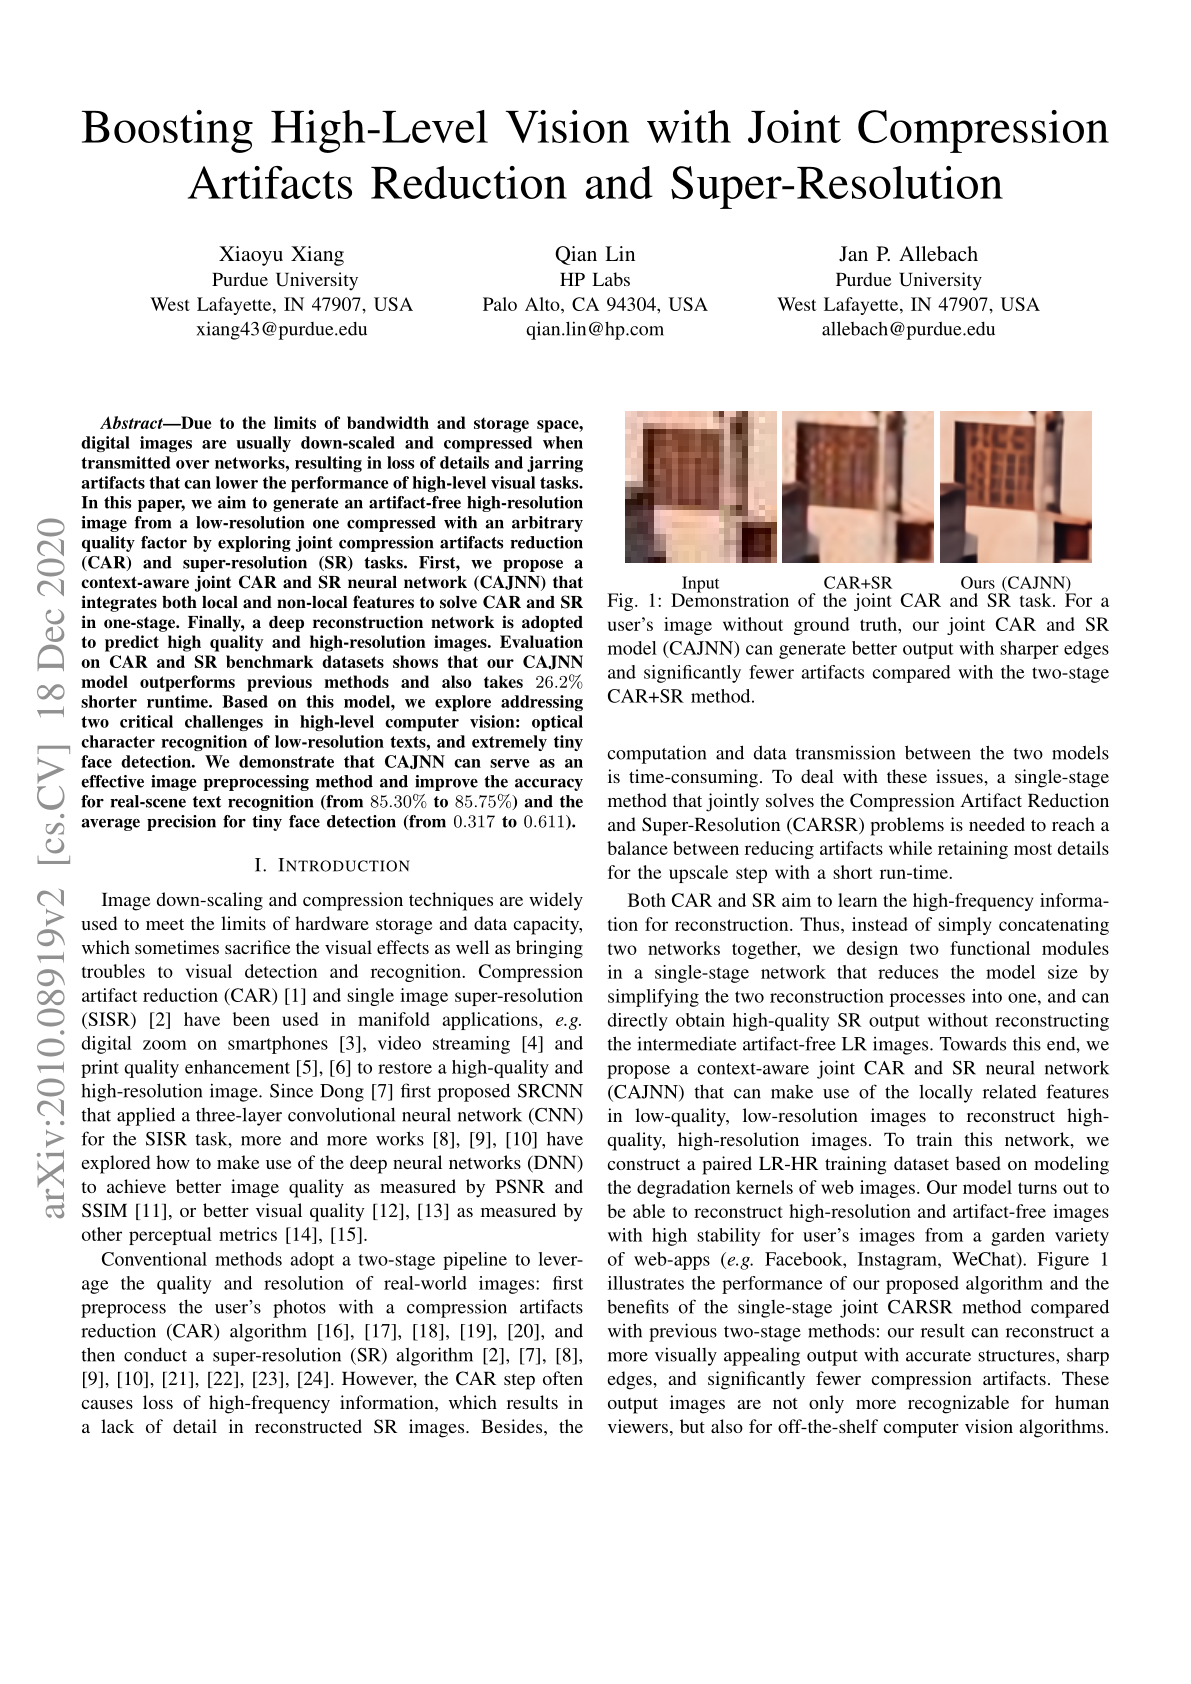 Boosting High-Level Vision with Joint Compression
Artifacts Reduction and Super-Resolution
Xiaoyu Xiang
Purdue University
West Lafayette, IN 47907, USA
xiang43@purdue.edu
Qian Lin
HP Labs
Palo Alto, CA 94304, USA
qian.lin@hp.com
Jan P. Allebach
Purdue University
West Lafayette, IN 47907, USA
allebach@purdue.edu
arXiv:2010.08919v2 [cs.CV] 18 Dec 2020
Abstract—Due to the limits of bandwidth and storage space,
digital images are usually down-scaled and compressed when
transmitted over networks, resulting in loss of details and jarring
artifacts that can lower the performance of high-level visual tasks.
In this paper, we aim to generate an artifact-free high-resolution
image from a low-resolution one compressed with an arbitrary
quality factor by exploring joint compression artifacts reduction
(CAR) and super-resolution (SR) tasks. First, we propose a
context-aware joint CAR and SR neural network (CAJNN) that
integrates both local and non-local features to solve CAR and SR
in one-stage. Finally, a deep reconstruction network is adopted
to predict high quality and high-resolution images. Evaluation
on CAR and SR benchmark datasets shows that our CAJNN
model outperforms previous methods and also takes 26.2%
shorter runtime. Based on this model, we explore addressing
two critical challenges in high-level computer vision: optical
character recognition of low-resolution texts, and extremely tiny
face detection. We demonstrate that CAJNN can serve as an
effective image preprocessing method and improve the accuracy
for real-scene text recognition (from 85.30% to 85.75%) and the
average precision for tiny face detection (from 0.317 to 0.611).
I. INTRODUCTION
Image down-scaling and compression techniques are widely
used to meet the limits of hardware storage and data capacity,
which sometimes sacrifice the visual effects as well as bringing
troubles to visual detection and recognition. Compression
artifact reduction (CAR) [1] and single image super-resolution
(SISR) [2] have been used in manifold applications, e.g.
digital zoom on smartphones [3], video streaming [4] and
print quality enhancement [5], [6] to restore a high-quality and
high-resolution image. Since Dong [7] first proposed SRCNN
that applied a three-layer convolutional neural network (CNN)
for the SISR task, more and more works [8], [9], [10] have
explored how to make use of the deep neural networks (DNN)
to achieve better image quality as measured by PSNR and
SSIM [11], or better visual quality [12], [13] as measured by
other perceptual metrics [14], [15].
Conventional methods adopt a two-stage pipeline to lever-
age the quality and resolution of real-world images: first
preprocess the user's photos with a compression artifacts
reduction (CAR) algorithm [16], [17], [18], [19], [20], and
then conduct a super-resolution (SR) algorithm [2], [7], [8],
[9], [10], [21], [22], [23], [24]. However, the CAR step often
causes loss of high-frequency information, which results in
a lack of detail in reconstructed SR images. Besides, the
Input
CAR+SR
Ours (CAJNN)
Fig. 1: Demonstration of the joint CAR and SR task. For a
user's image without ground truth, our joint CAR and SR
model (CAJNN) can generate better output with sharper edges
and significantly fewer artifacts compared with the two-stage
CAR+SR method.
computation and data transmission between the two models
is time-consuming. To deal with these issues, a single-stage
method that jointly solves the Compression Artifact Reduction
and Super-Resolution (CARSR) problems is needed to reach a
balance between reducing artifacts while retaining most details
for the upscale step with a short run-time.
Both CAR and SR aim to learn the high-frequency informa-
tion for reconstruction. Thus, instead of simply concatenating
two networks together, we design two functional modules
in a single-stage network that reduces the model size by
simplifying the two reconstruction processes into one, and can
directly obtain high-quality SR output without reconstructing
the intermediate artifact-free LR images. Towards this end, we
propose a context-aware joint CAR and SR neural network
(CAJNN) that can make use of the locally related features
in low-quality, low-resolution images to reconstruct high-
quality, high-resolution images. To train this network, we
construct a paired LR-HR training dataset based on modeling
the degradation kernels of web images. Our model turns out to
be able to reconstruct high-resolution and artifact-free images
with high stability for user's images from a garden variety
of web-apps (e.g. Facebook, Instagram, WeChat). Figure 1
illustrates the performance of our proposed algorithm and the
benefits of the single-stage joint CARSR method compared
with previous two-stage methods: our result can reconstruct a
more visually appealing output with accurate structures, sharp
edges, and significantly fewer compression artifacts. These
output images are not only more recognizable for human
viewers, but also for off-the-shelf computer vision algorithms.